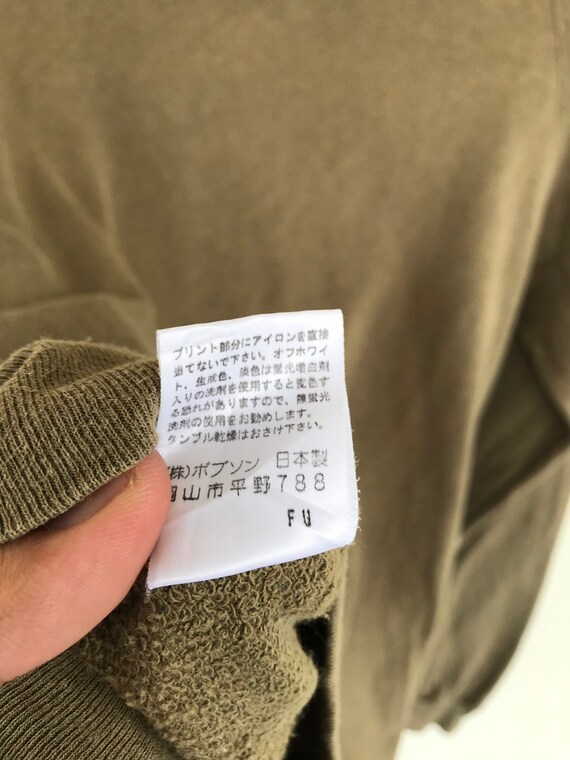 プリント部分にアイロンを直接
当てないで下さい。オフホワイ
ト、生成色、淡色は蛍光増白剤
入りの洗剤を使用すると変色す
る恐れがありますので、無蛍光
洗剤の使用をお勧めします。
タンブル乾燥はおさけ下さい。
(株)ボブソン 日本製
岡山市平野788
FU